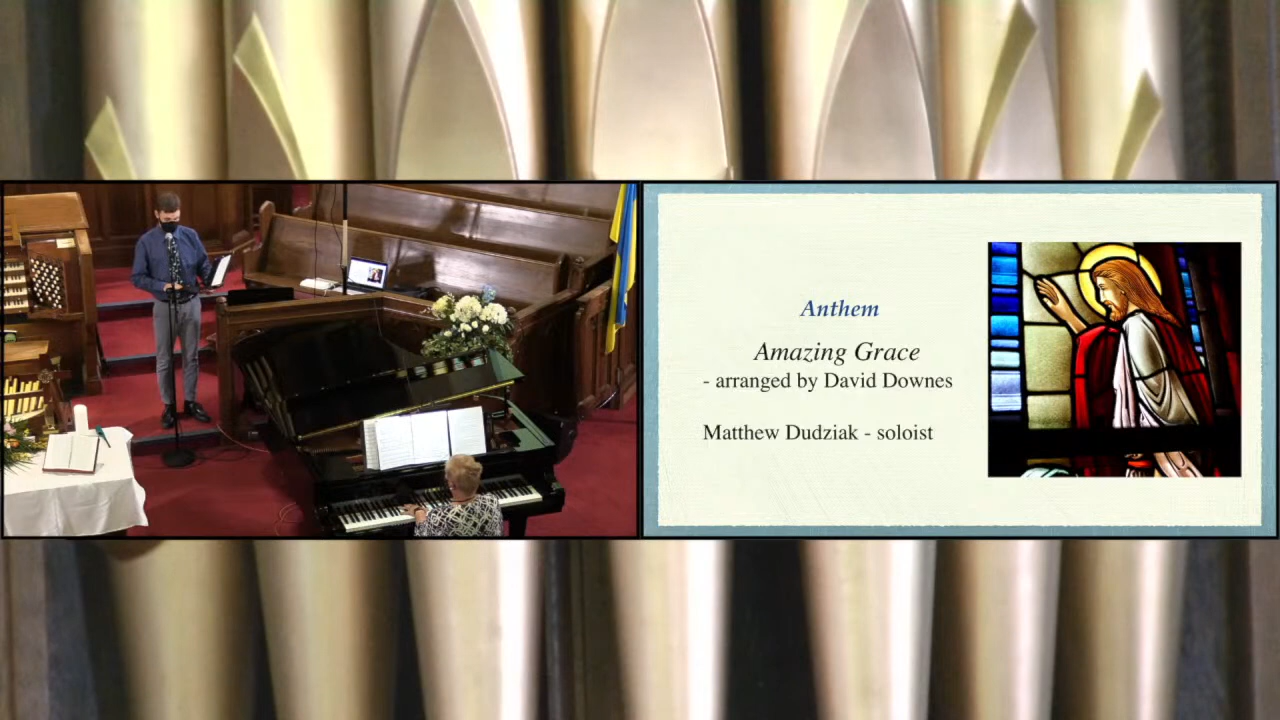 Anthem
Amazing Grace
- arranged by David Downes
Matthew Dudziak - soloist